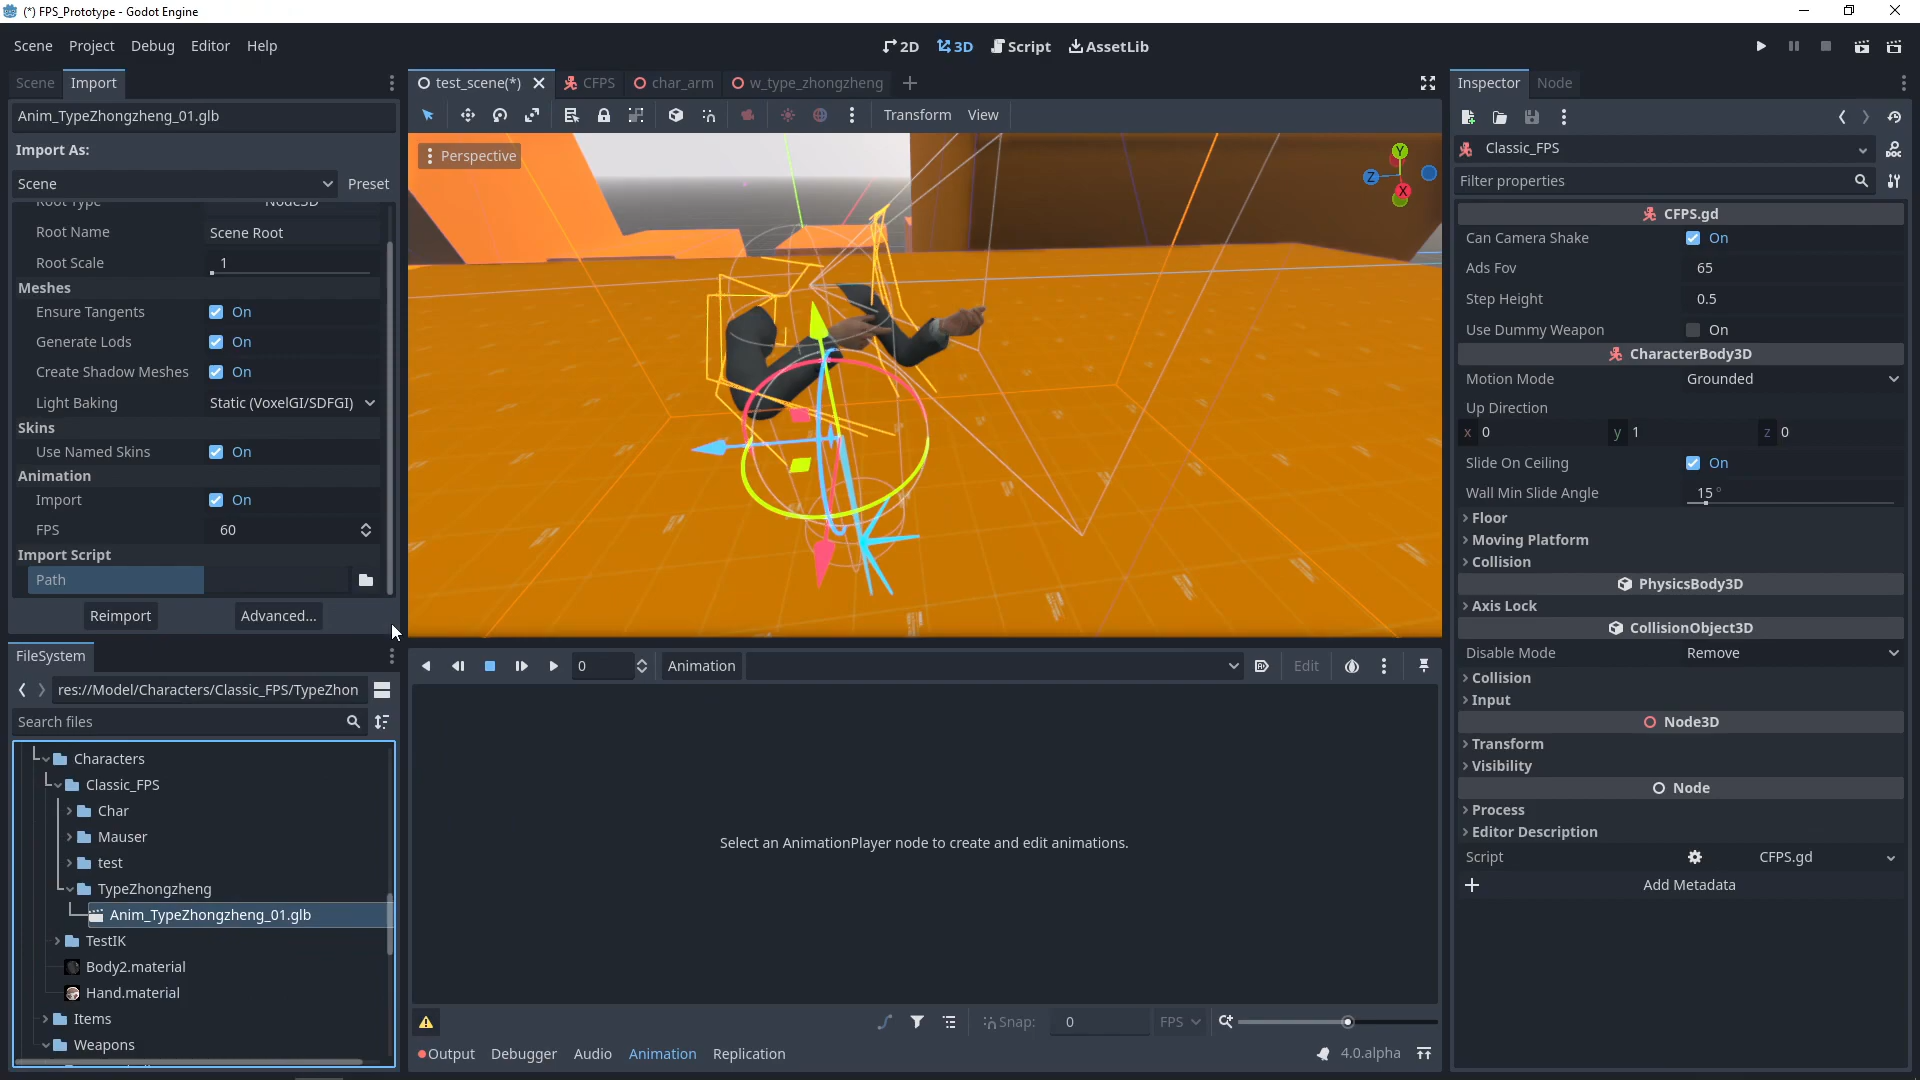 (*) FPS_Prototype - Godot Engine
Scene Project Debug Editor Help
2D 3D Script AssetLib
Scene Import
Anim_TypeZhongzheng_01.glb
Import As:
Scene Preset
Root Type Node3D
Root Name Scene Root
Root Scale 1
Meshes
Ensure Tangents On
Generate Lods On
Create Shadow Meshes On
Light Baking Static (VoxelGI/SDFGI)
Skins
Use Named Skins On
Animation
Import On
FPS 60
Import Script
Path
Reimport Advanced...
FileSystem
res://Model/Characters/Classic_FPS/TypeZhon
Search files
Characters
Classic_FPS
Char
Mauser
test
TypeZhongzheng
Anim_TypeZhongzheng_01.glb
TestIK
Body2.material
Hand.material
Items
Weapons
test_scene(*) CFPS char_arm w_type_zhongzheng
Transform View
Perspective
Y
Z
X
0 Animation Edit
Select an AnimationPlayer node to create and edit animations.
Snap: 0 FPS
Output Debugger Audio Animation Replication 4.0.alpha
Inspector Node
Classic_FPS
DOC
Filter properties
CFPS.gd
Can Camera Shake On
Ads Fov 65
Step Height 0.5
Use Dummy Weapon On
CharacterBody3D
Motion Mode Grounded
Up Direction
x 0 y 1 z 0
Slide On Ceiling On
Wall Min Slide Angle 15 °
Floor
Moving Platform
Collision
PhysicsBody3D
Axis Lock
CollisionObject3D
Disable Mode Remove
Collision
Input
Node3D
Transform
Visibility
Node
Process
Editor Description
Script CFPS.gd
Add Metadata